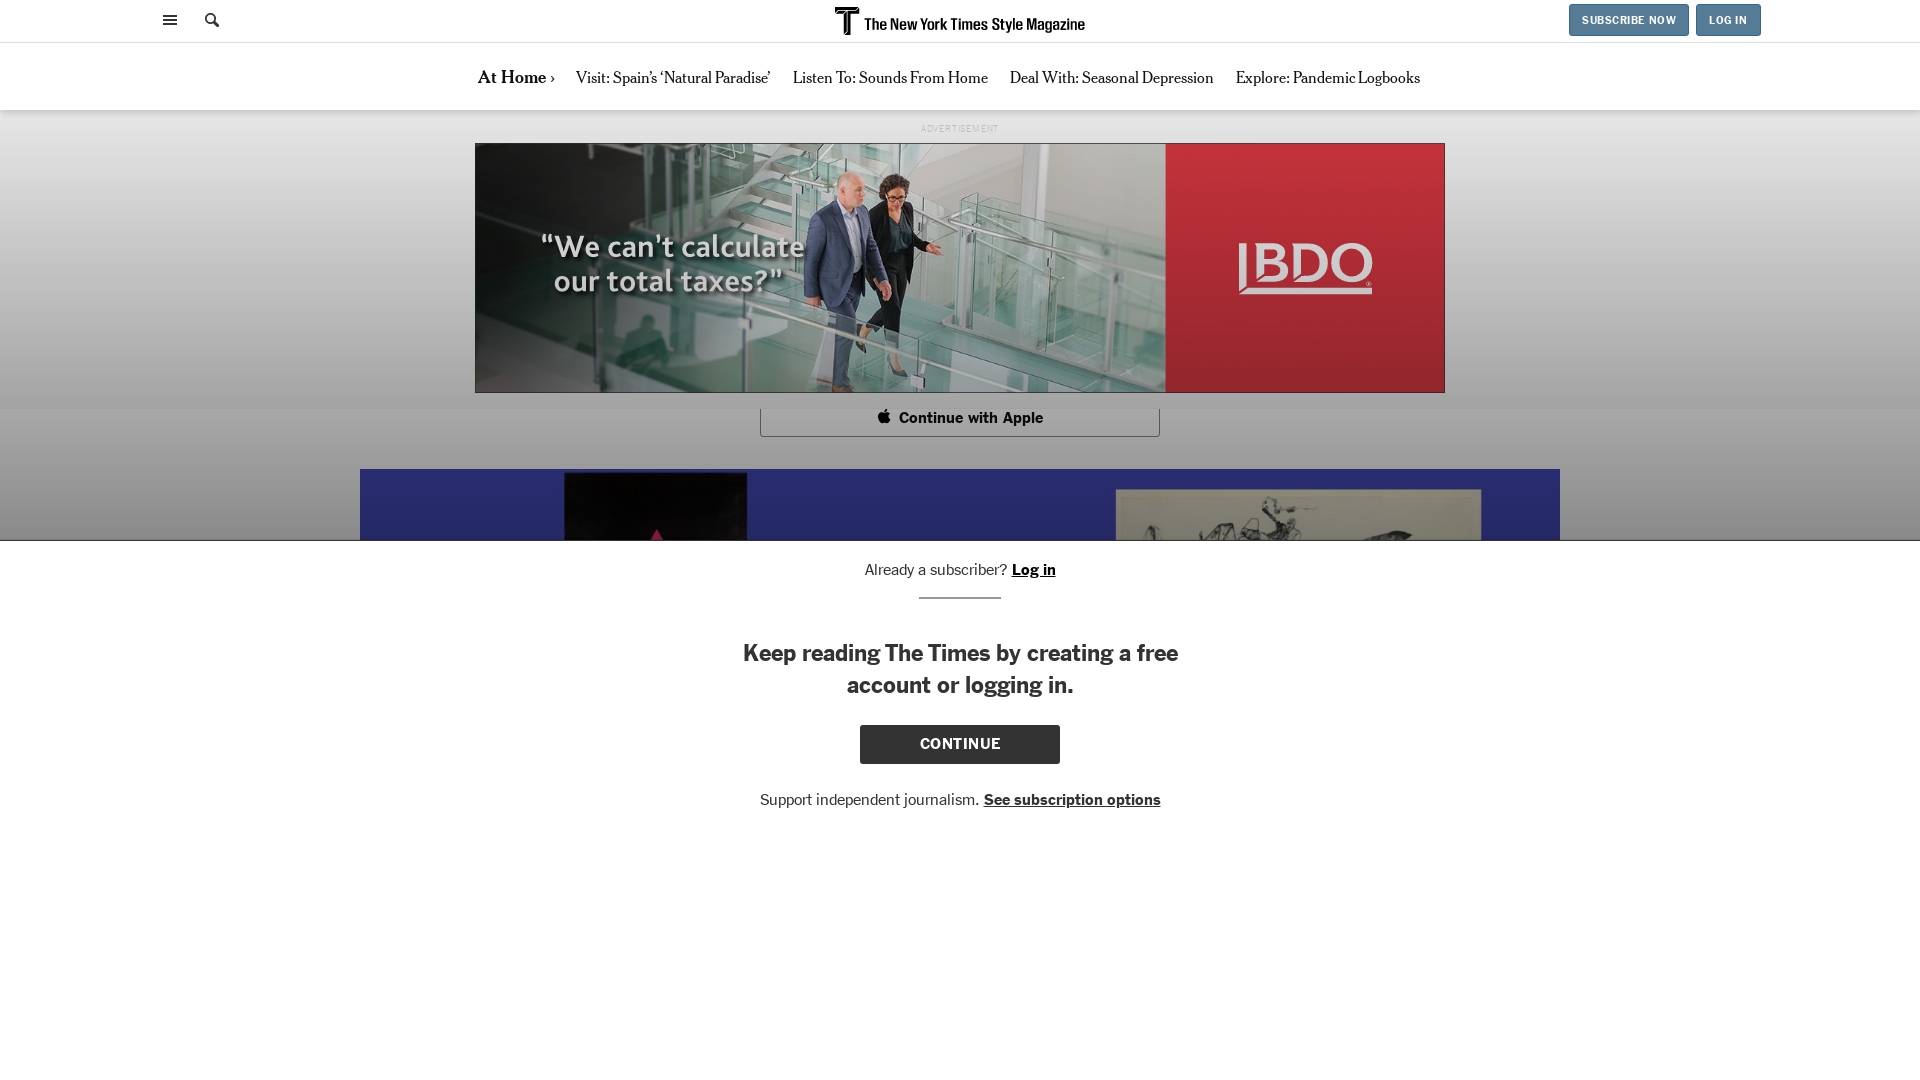 The New York Times Style Magazine
SUBSCRIBE NOW
LOG IN
At Home ›
Visit: Spain’s ‘Natural Paradise’
Listen To: Sounds From Home
Deal With: Seasonal Depression
Explore: Pandemic Logbooks
ADVERTISEMENT
“We can’t calculate
our total taxes?”
BDO
Continue with Apple
Already a subscriber? Log in
Keep reading The Times by creating a free
account or logging in.
CONTINUE
Support independent journalism. See subscription options